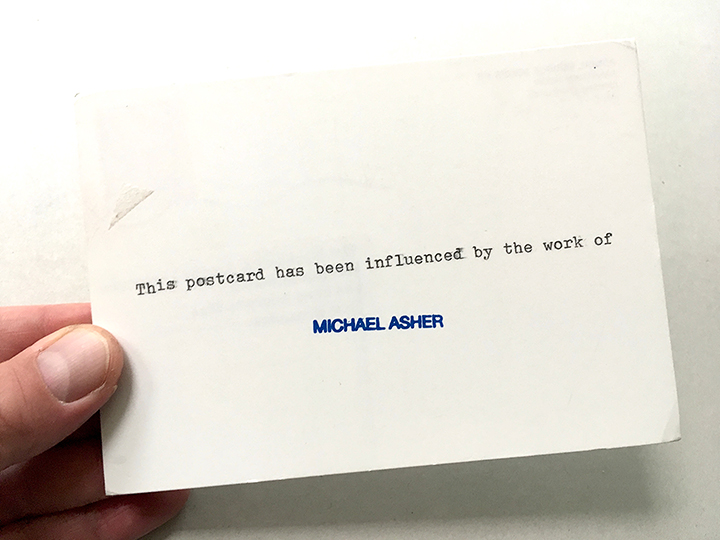 This postcard has been influenced by the work of
MICHAEL ASHER